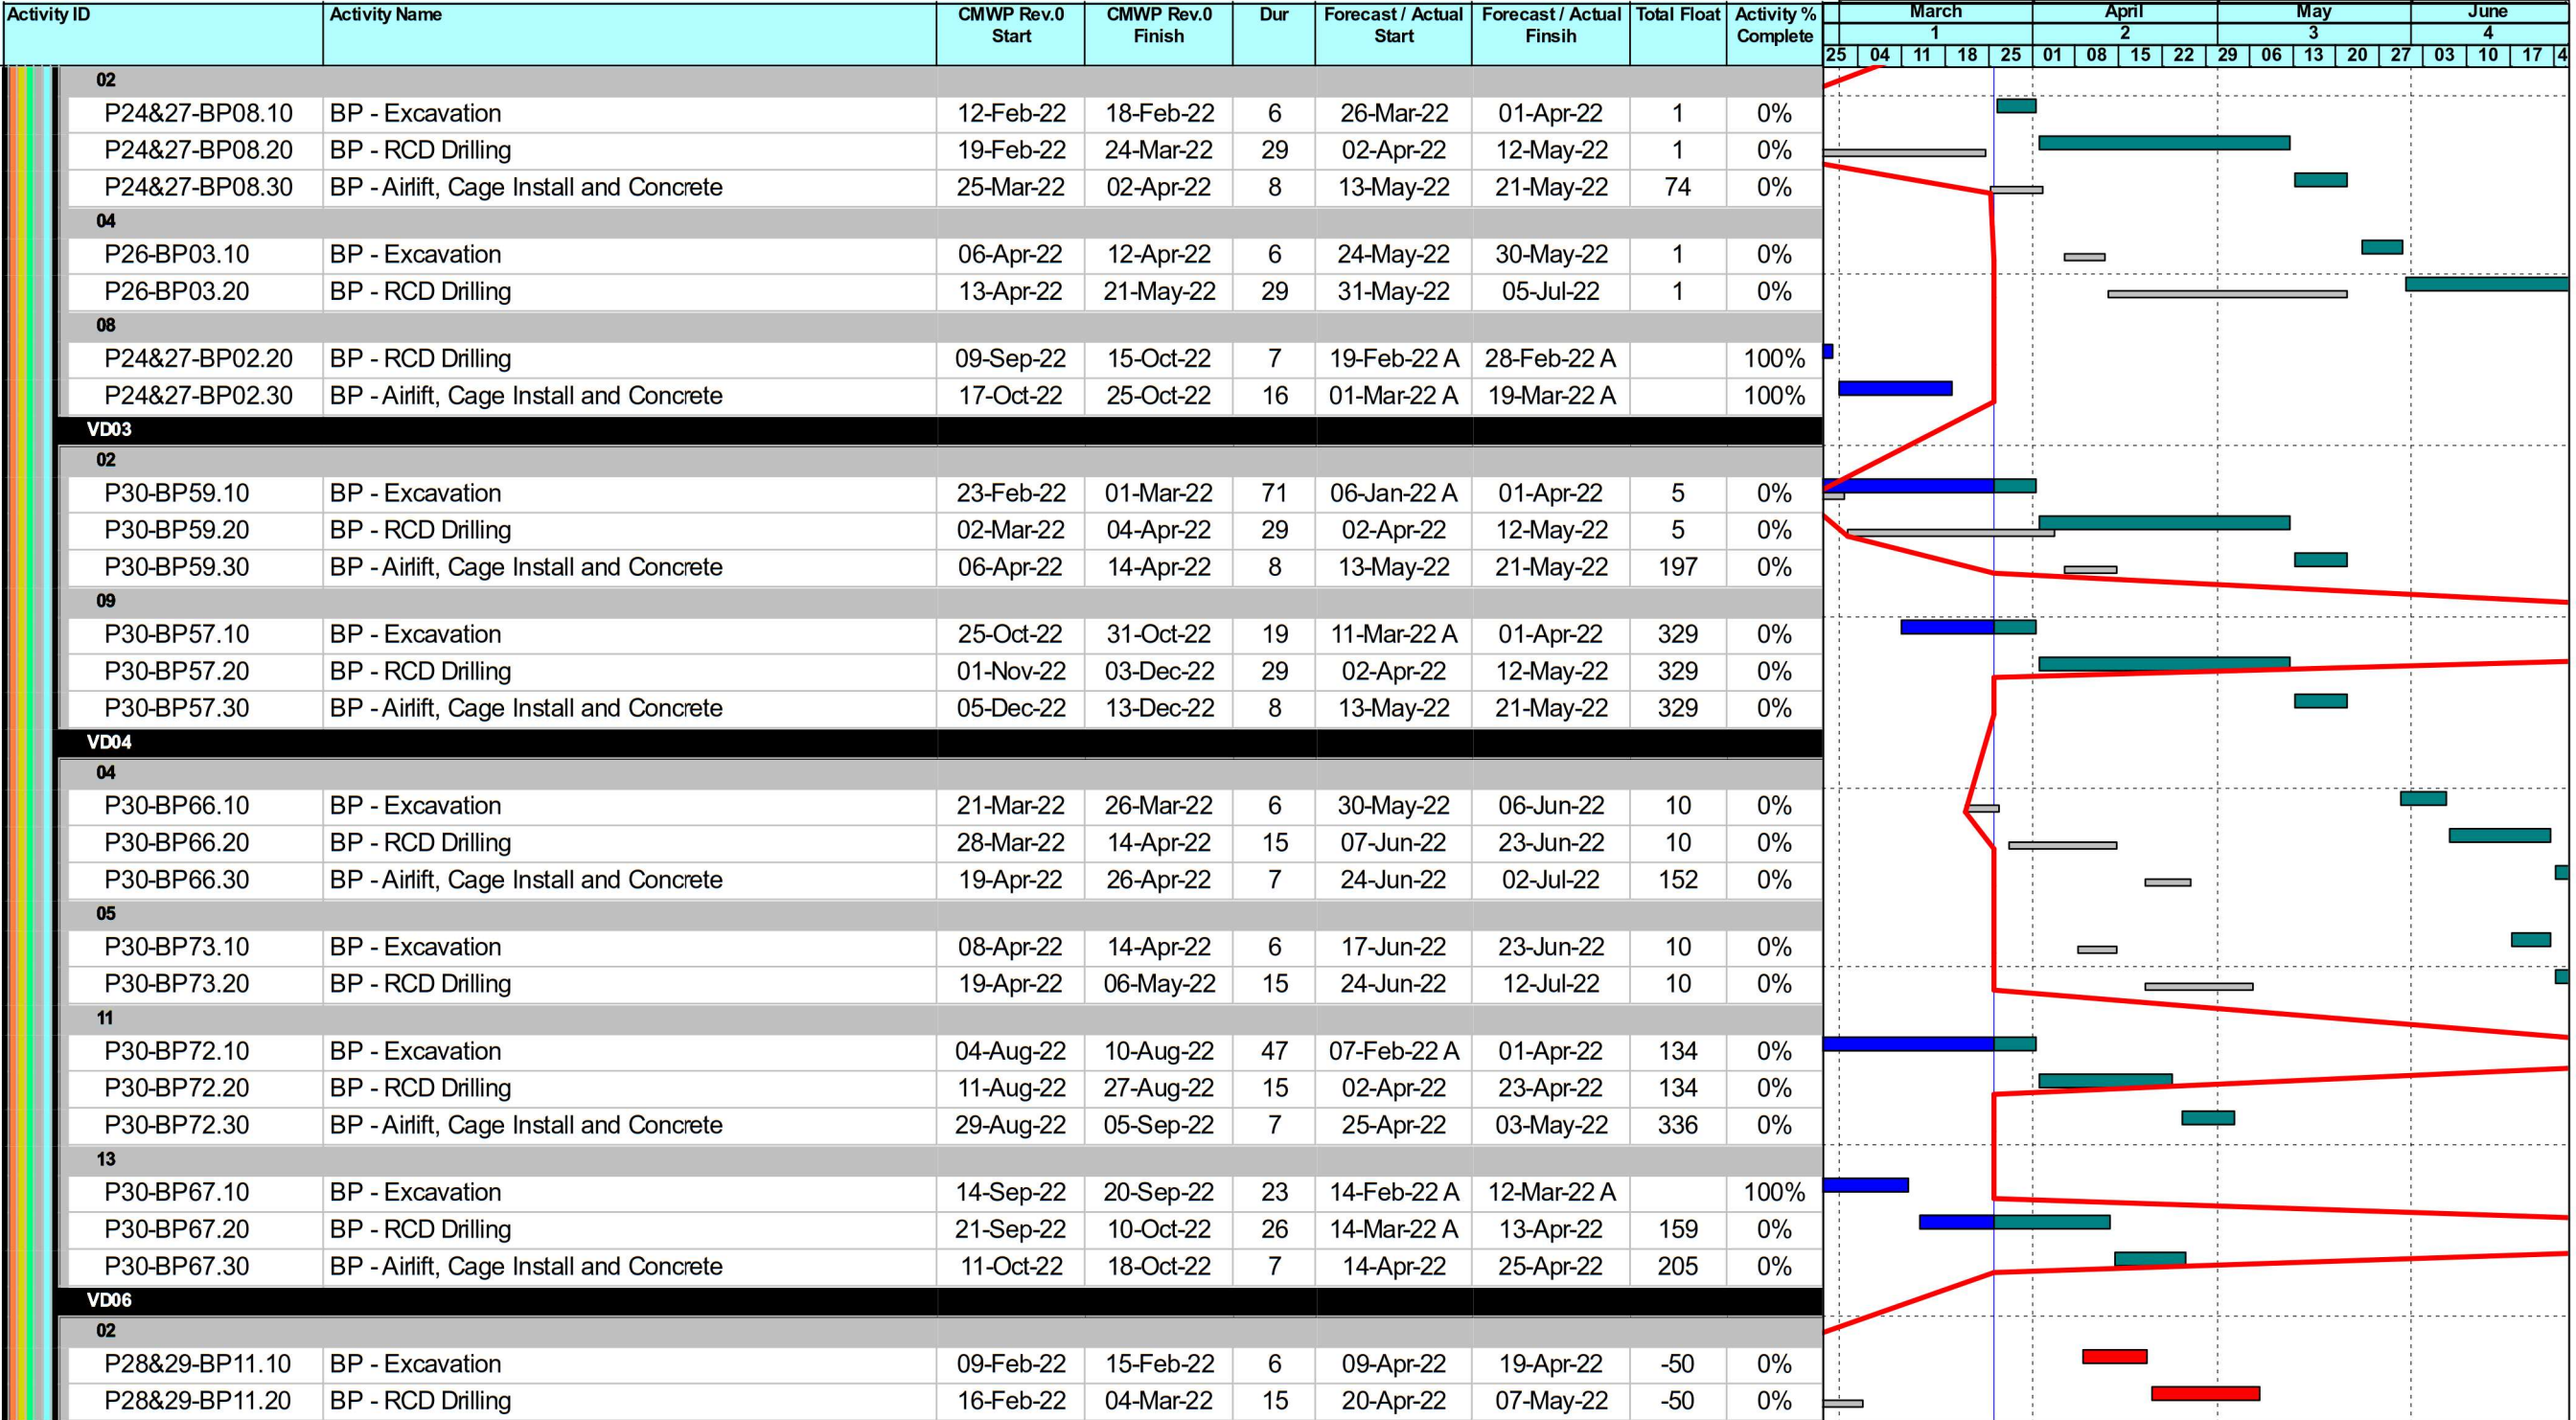 Activity ID Activity Name CMWP Rev.0 Start CMWP Rev.0 Finish Dur Forecast / Actual Start Forecast / Actual Finsih Total Float Activity % Complete March April May June
1 2 3 4
25 04 11 18 25 01 08 15 22 29 06 13 20 27 03 10 17 4
02
P24&27-BP08.10 BP - Excavation 12-Feb-22 18-Feb-22 6 26-Mar-22 01-Apr-22 1 0%
P24&27-BP08.20 BP - RCD Drilling 19-Feb-22 24-Mar-22 29 02-Apr-22 12-May-22 1 0%
P24&27-BP08.30 BP - Airlift, Cage Install and Concrete 25-Mar-22 02-Apr-22 8 13-May-22 21-May-22 74 0%
04
P26-BP03.10 BP - Excavation 06-Apr-22 12-Apr-22 6 24-May-22 30-May-22 1 0%
P26-BP03.20 BP - RCD Drilling 13-Apr-22 21-May-22 29 31-May-22 05-Jul-22 1 0%
08
P24&27-BP02.20 BP - RCD Drilling 09-Sep-22 15-Oct-22 7 19-Feb-22 A 28-Feb-22 A 100%
P24&27-BP02.30 BP - Airlift, Cage Install and Concrete 17-Oct-22 25-Oct-22 16 01-Mar-22 A 19-Mar-22 A 100%
VD03
02
P30-BP59.10 BP - Excavation 23-Feb-22 01-Mar-22 71 06-Jan-22 A 01-Apr-22 5 0%
P30-BP59.20 BP - RCD Drilling 02-Mar-22 04-Apr-22 29 02-Apr-22 12-May-22 5 0%
P30-BP59.30 BP - Airlift, Cage Install and Concrete 06-Apr-22 14-Apr-22 8 13-May-22 21-May-22 197 0%
09
P30-BP57.10 BP - Excavation 25-Oct-22 31-Oct-22 19 11-Mar-22 A 01-Apr-22 329 0%
P30-BP57.20 BP - RCD Drilling 01-Nov-22 03-Dec-22 29 02-Apr-22 12-May-22 329 0%
P30-BP57.30 BP - Airlift, Cage Install and Concrete 05-Dec-22 13-Dec-22 8 13-May-22 21-May-22 329 0%
VD04
04
P30-BP66.10 BP - Excavation 21-Mar-22 26-Mar-22 6 30-May-22 06-Jun-22 10 0%
P30-BP66.20 BP - RCD Drilling 28-Mar-22 14-Apr-22 15 07-Jun-22 23-Jun-22 10 0%
P30-BP66.30 BP - Airlift, Cage Install and Concrete 19-Apr-22 26-Apr-22 7 24-Jun-22 02-Jul-22 152 0%
05
P30-BP73.10 BP - Excavation 08-Apr-22 14-Apr-22 6 17-Jun-22 23-Jun-22 10 0%
P30-BP73.20 BP - RCD Drilling 19-Apr-22 06-May-22 15 24-Jun-22 12-Jul-22 10 0%
11
P30-BP72.10 BP - Excavation 04-Aug-22 10-Aug-22 47 07-Feb-22 A 01-Apr-22 134 0%
P30-BP72.20 BP - RCD Drilling 11-Aug-22 27-Aug-22 15 02-Apr-22 23-Apr-22 134 0%
P30-BP72.30 BP - Airlift, Cage Install and Concrete 29-Aug-22 05-Sep-22 7 25-Apr-22 03-May-22 336 0%
13
P30-BP67.10 BP - Excavation 14-Sep-22 20-Sep-22 23 14-Feb-22 A 12-Mar-22 A 100%
P30-BP67.20 BP - RCD Drilling 21-Sep-22 10-Oct-22 26 14-Mar-22 A 13-Apr-22 159 0%
P30-BP67.30 BP - Airlift, Cage Install and Concrete 11-Oct-22 18-Oct-22 7 14-Apr-22 25-Apr-22 205 0%
VD06
02
P28&29-BP11.10 BP - Excavation 09-Feb-22 15-Feb-22 6 09-Apr-22 19-Apr-22 -50 0%
P28&29-BP11.20 BP - RCD Drilling 16-Feb-22 04-Mar-22 15 20-Apr-22 07-May-22 -50 0%